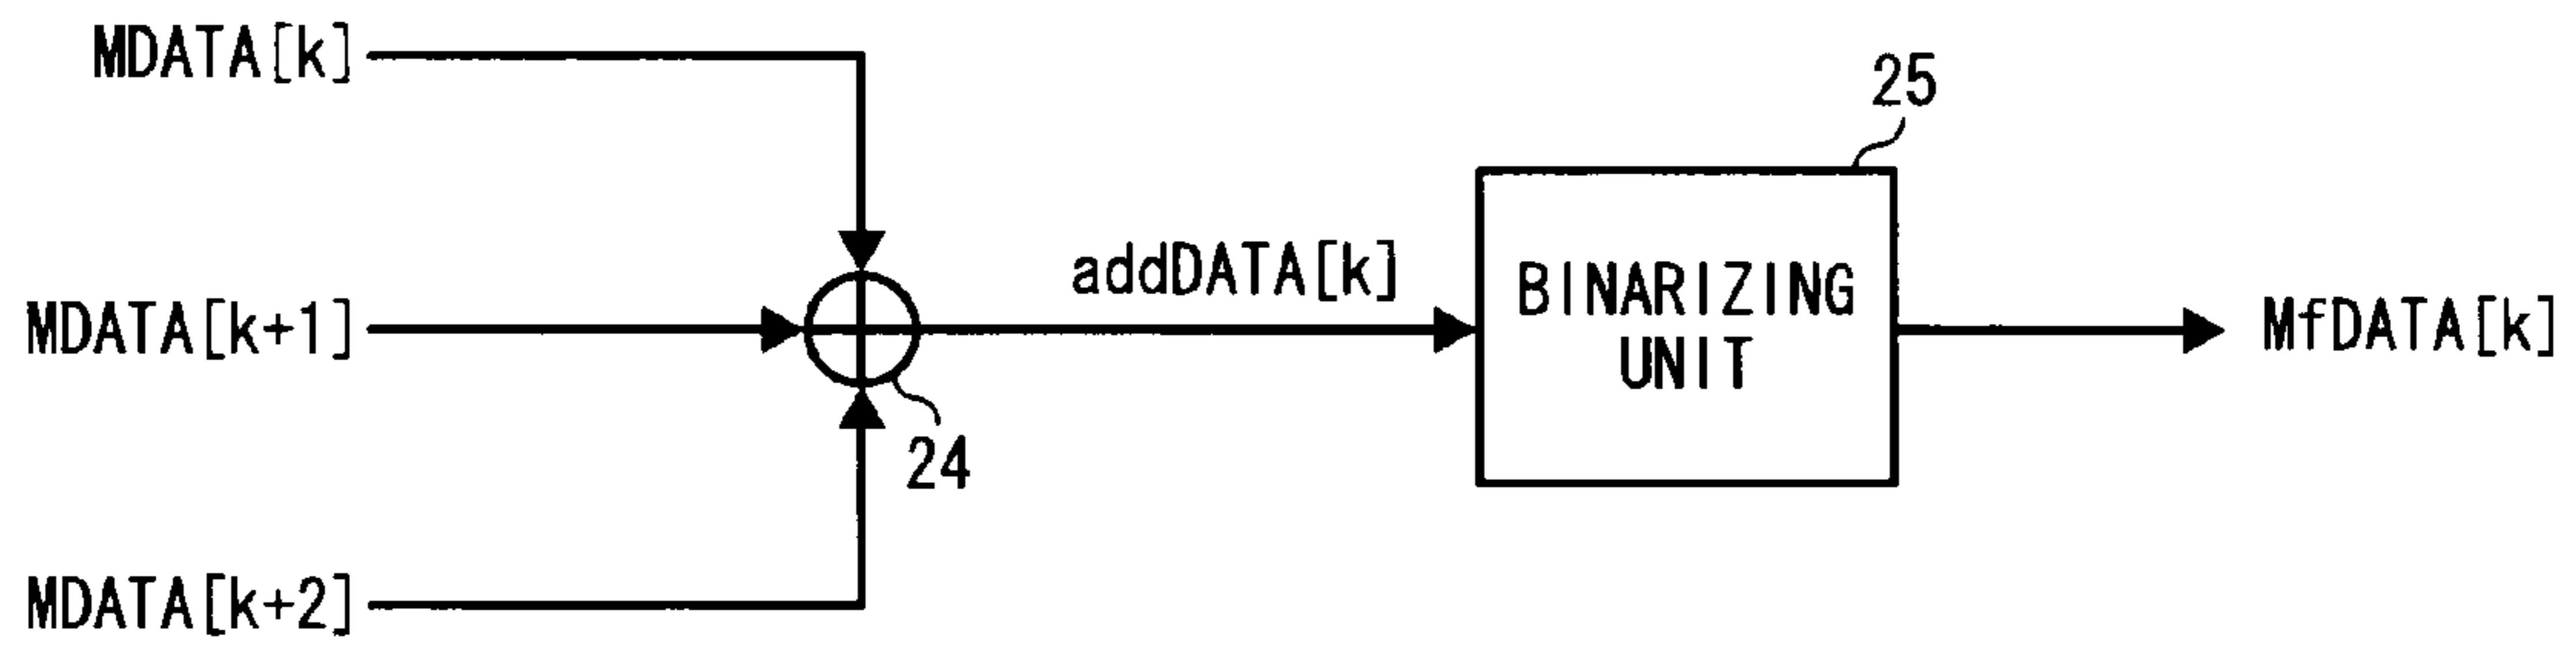 MDATA[k]
25
addDATA[k]
BINARIZING
UNIT
MDATA[k+1]
MfDATA[k]
24
MDATA[k+2]